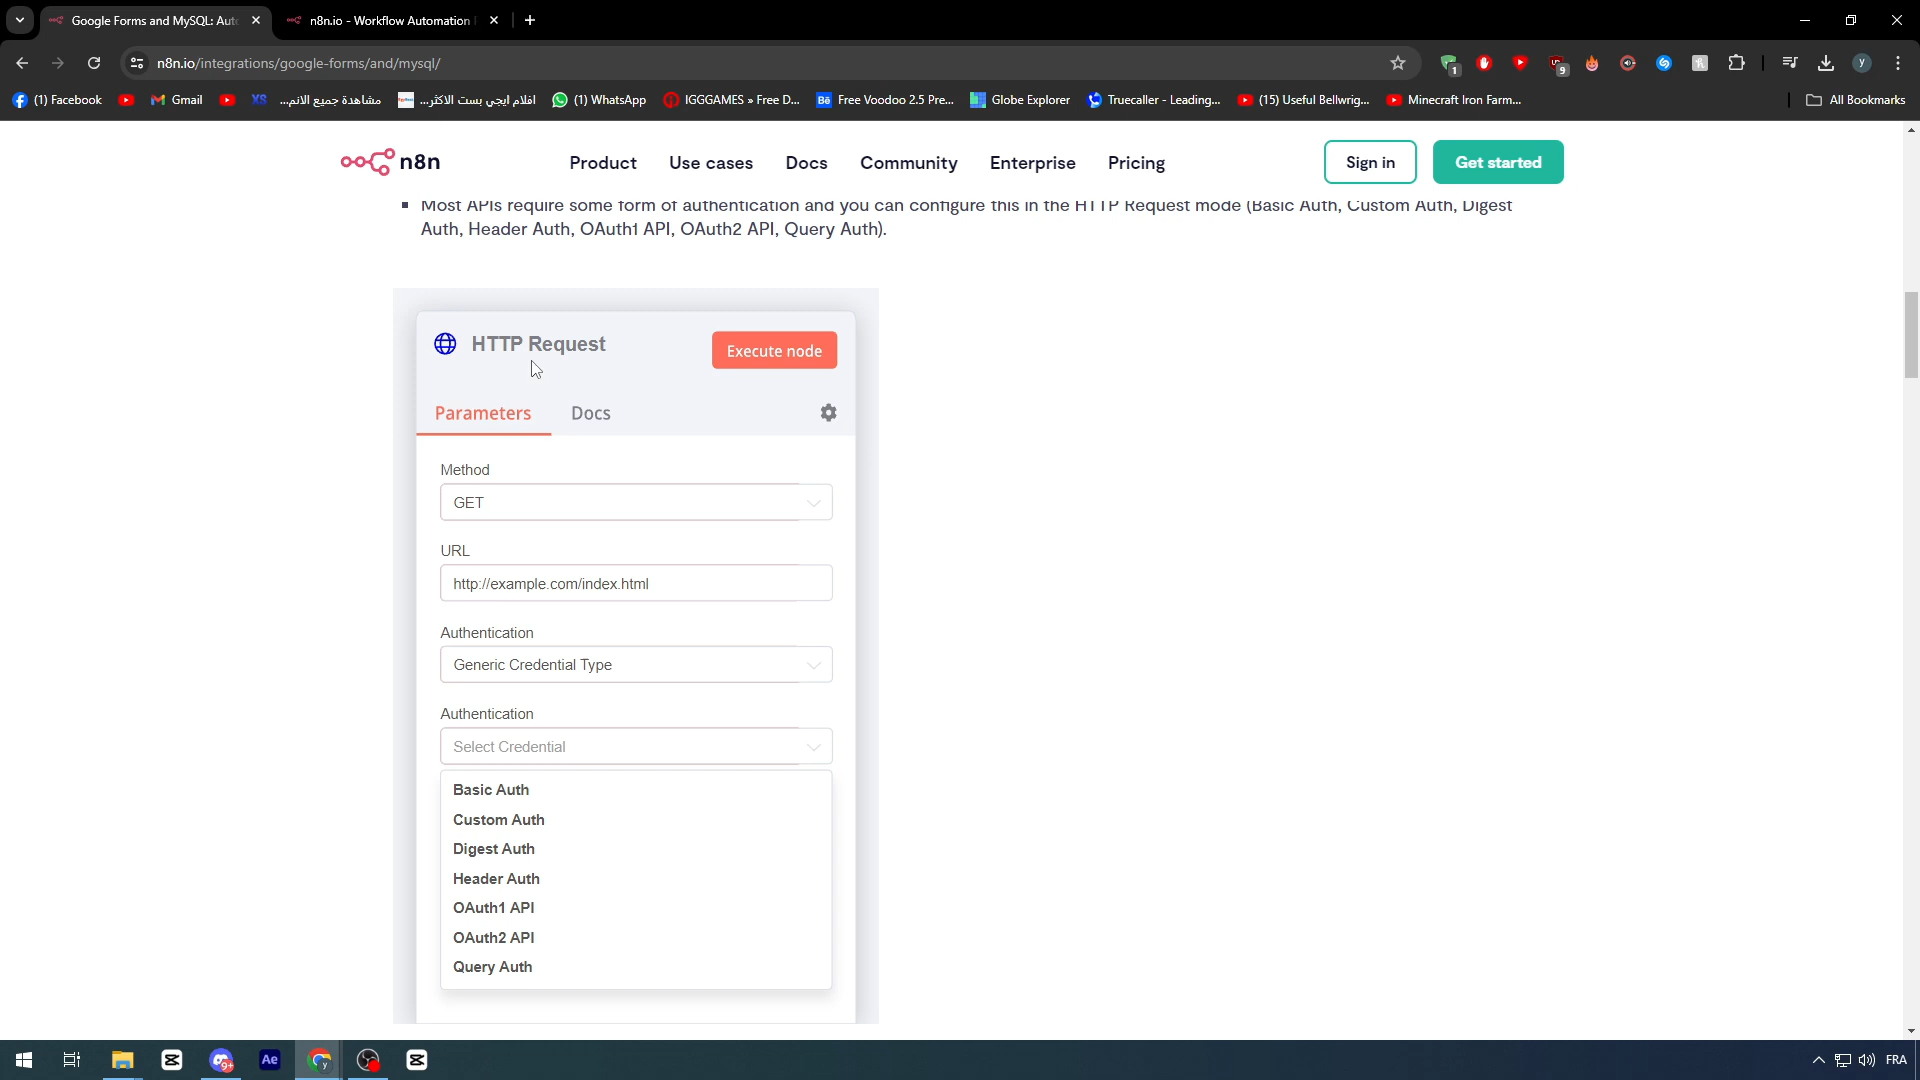 Google Forms and MySQL: Aut
n8n.io - Workflow Automation
n8n.io/integrations/google-forms/and/mysql/
1
9
y
(1) Facebook
Gmail
XS
مشاهدة جميع الانم...
افلام ايجي بست الاكثر...
(1) WhatsApp
IGGGAMES » Free D...
Bē
Free Voodoo 2.5 Pre...
Globe Explorer
Truecaller - Leading...
(15) Useful Bellwrig...
Minecraft Iron Farm...
All Bookmarks
n8n
Product
Use cases
Docs
Community
Enterprise
Pricing
Sign in
Get started
Most APIs require some form of authentication and you can configure this in the HTTP Request mode (Basic Auth, Custom Auth, Digest
Auth, Header Auth, OAuth1 API, OAuth2 API, Query Auth).
HTTP Request
Execute node
Parameters
Docs
Method
GET
URL
http://example.com/index.html
Authentication
Generic Credential Type
Authentication
Select Credential
Basic Auth
Custom Auth
Digest Auth
Header Auth
OAuth1 API
OAuth2 API
Query Auth
9+
Ae
y
FRA